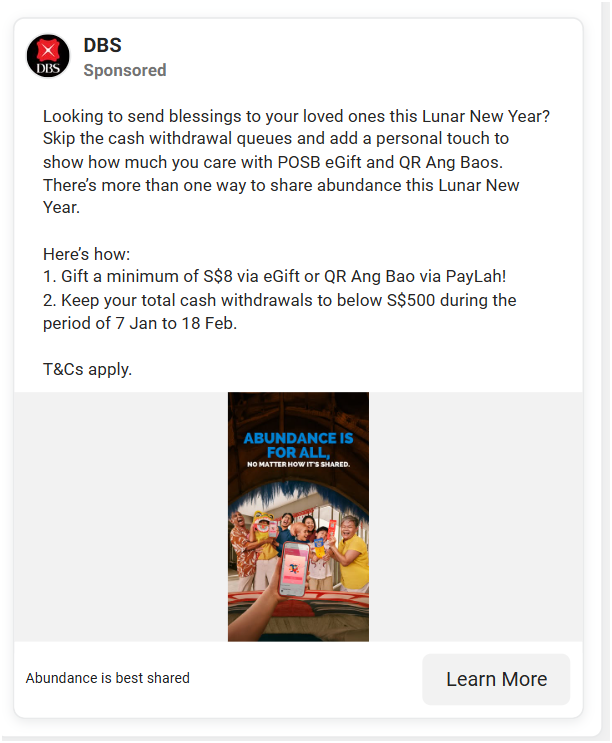 DBS
DBS
Sponsored
Looking to send blessings to your loved ones this Lunar New Year?
Skip the cash withdrawal queues and add a personal touch to
show how much you care with POSB eGift and QR Ang Baos.
There’s more than one way to share abundance this Lunar New
Year.
Here’s how:
1. Gift a minimum of S$8 via eGift or QR Ang Bao via PayLah!
2. Keep your total cash withdrawals to below S$500 during the
period of 7 Jan to 18 Feb.
T&Cs apply.
ABUNDANCE IS
FOR ALL,
NO MATTER HOW IT'S SHARED.
Abundance is best shared
Learn More